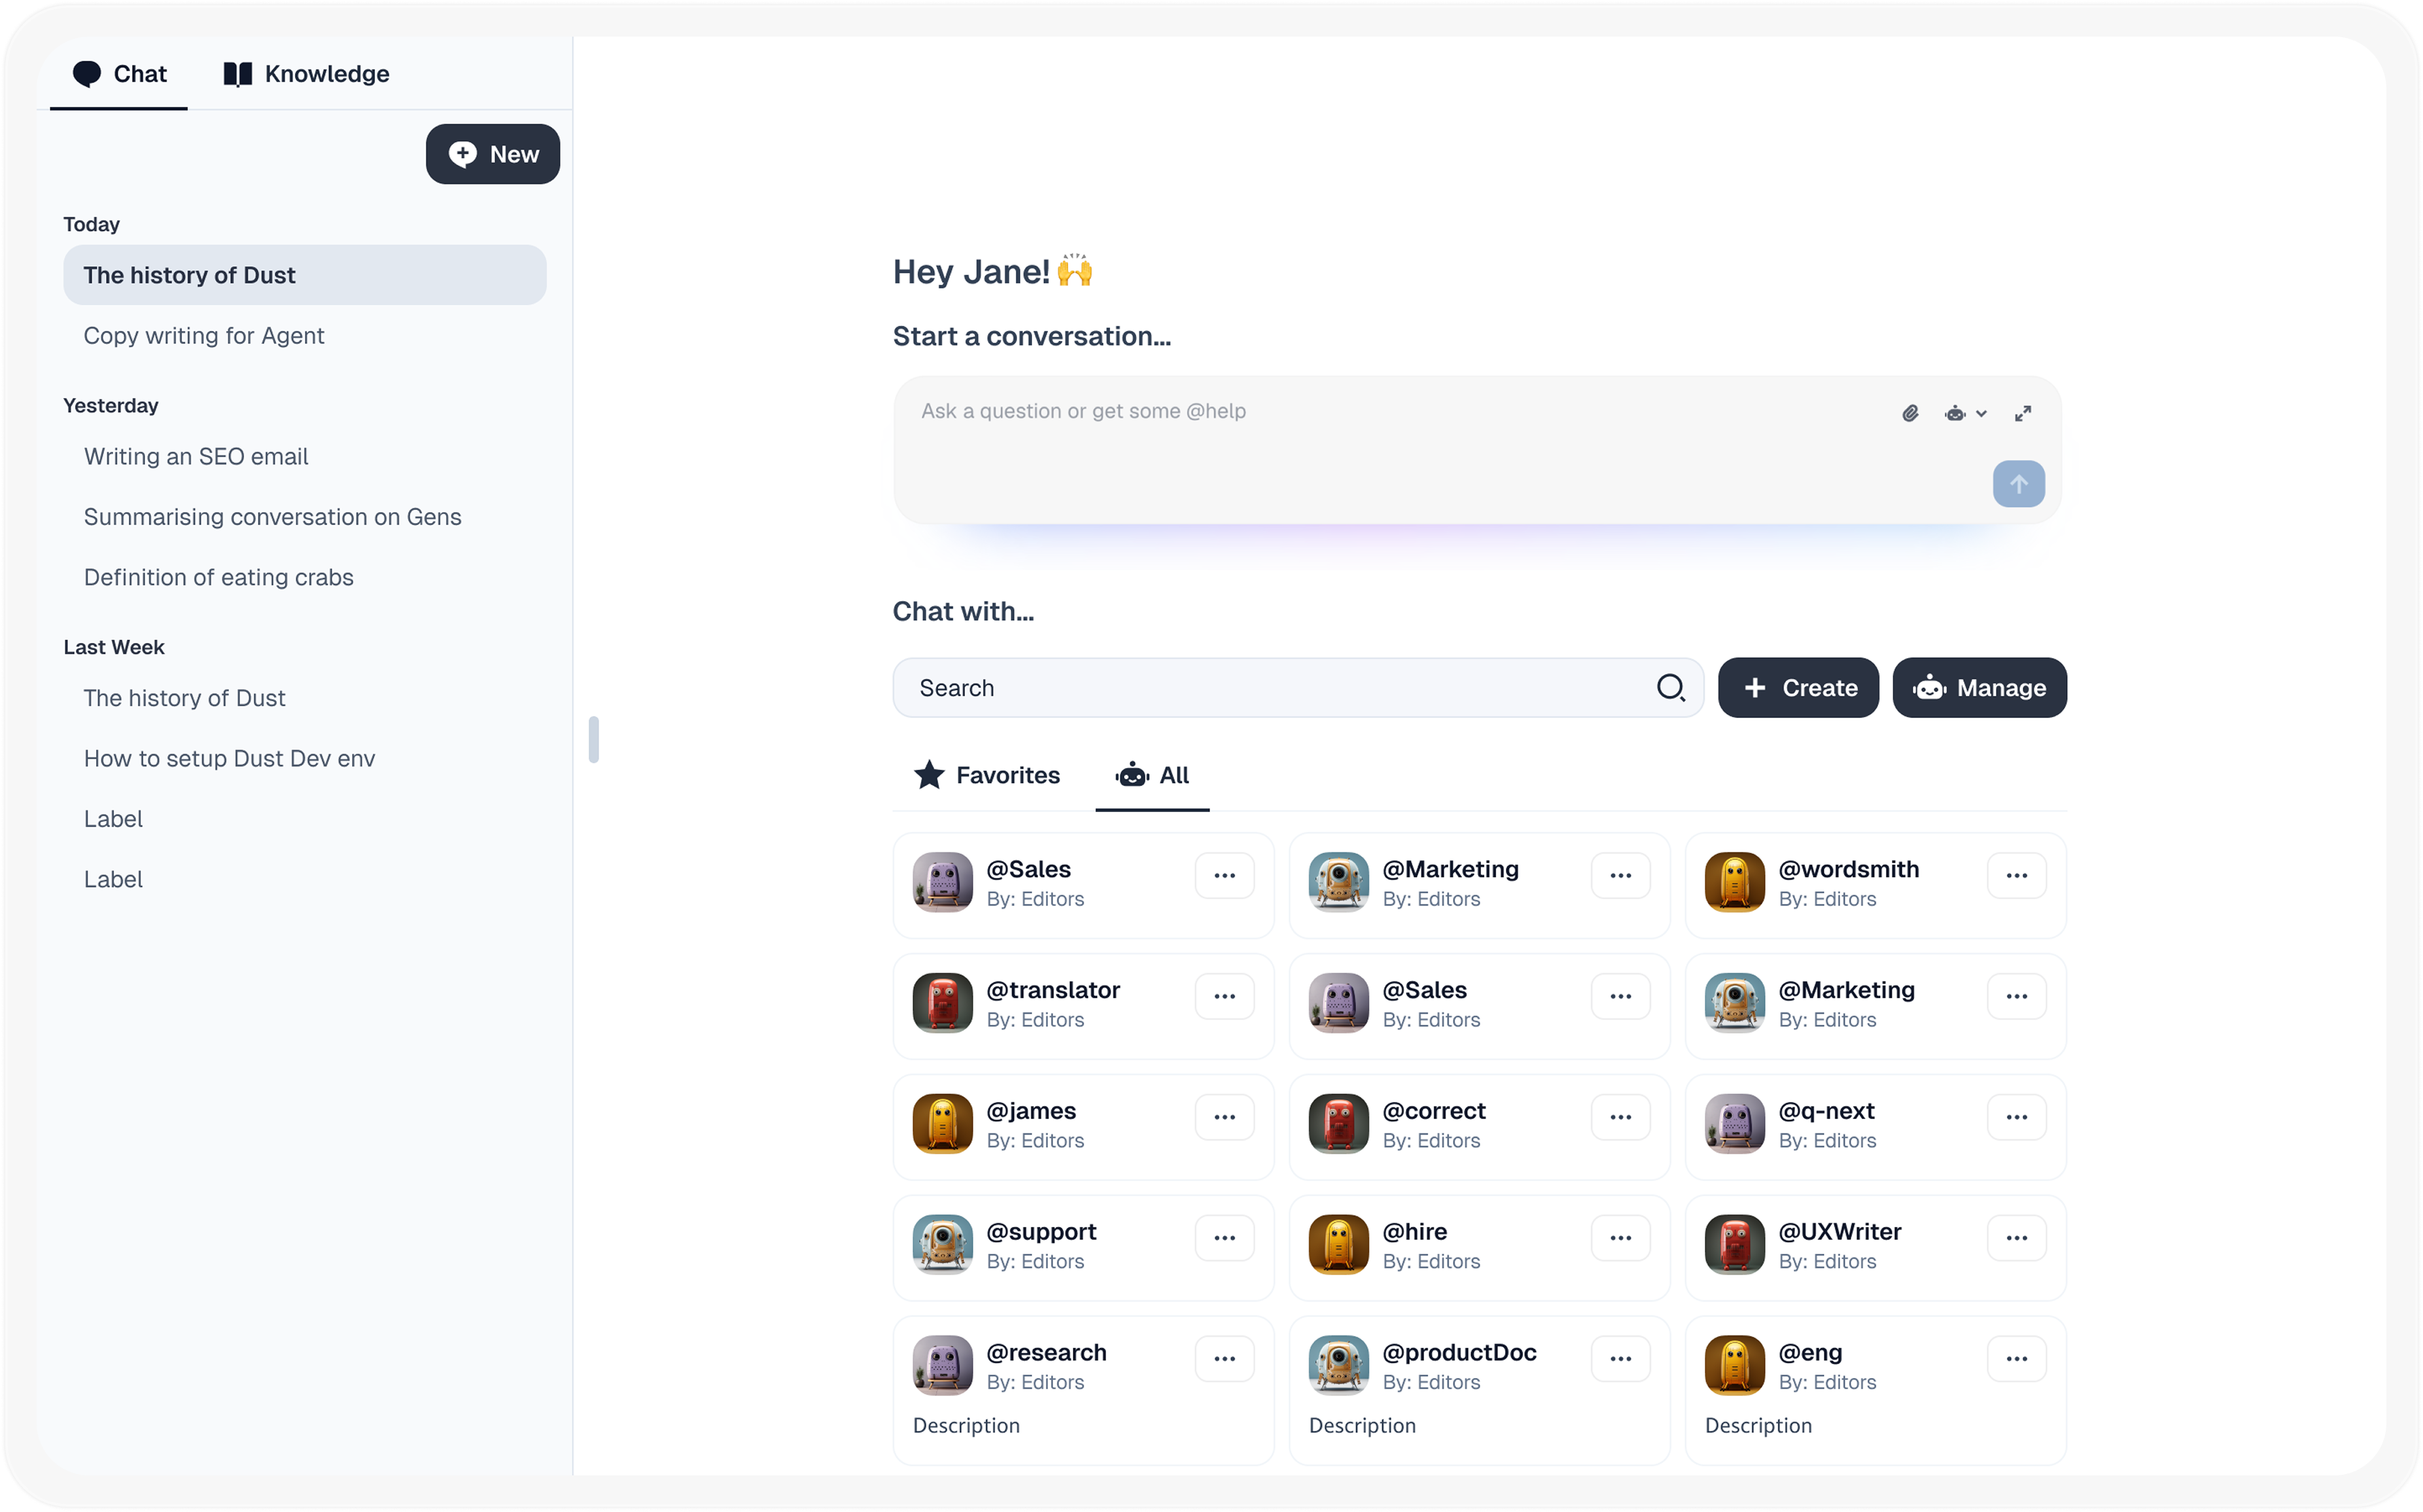 Chat
Knowledge
New
Today
The history of Dust
Copy writing for Agent
Yesterday
Writing an SEO email
Summarising conversation on Gens
Definition of eating crabs
Last Week
The history of Dust
How to setup Dust Dev env
Label
Label
Hey Jane!🙌
Start a conversation...
Ask a question or get some @help
Chat with...
Search
Create
Manage
Favorites
All
@Sales
By: Editors
@Marketing
By: Editors
@wordsmith
By: Editors
@translator
By: Editors
@Sales
By: Editors
@Marketing
By: Editors
@james
By: Editors
@correct
By: Editors
@q-next
By: Editors
@support
By: Editors
@hire
By: Editors
@UXWriter
By: Editors
@research
By: Editors
Description
@productDoc
By: Editors
Description
@eng
By: Editors
Description